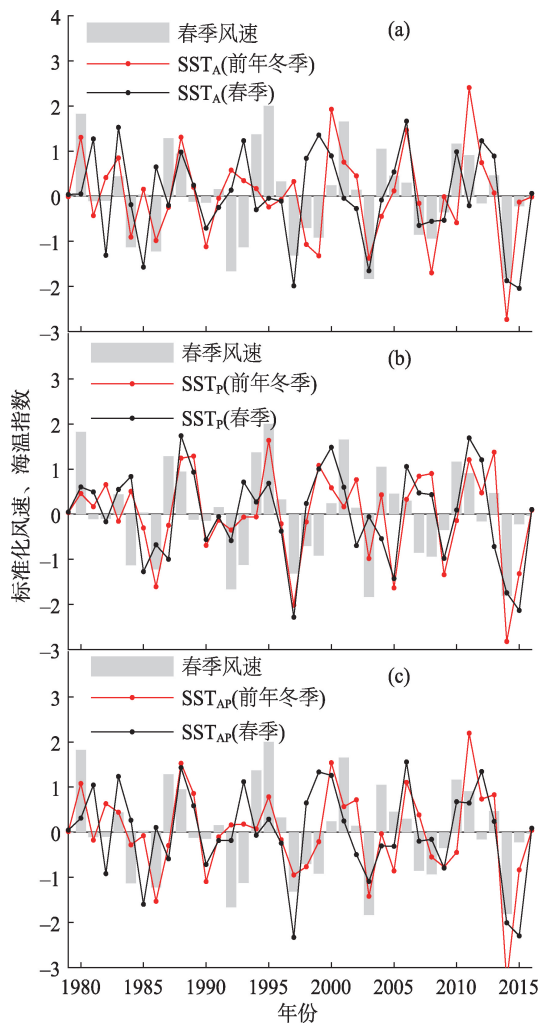 4
3
2
1
0
–1
2
–3
春季风速
(a)
SSTA(前年冬季)
SSTA(春季)
3
2
1
0
–1
–2
–3
春季风速
(b)
SSTP(前年冬季)
SSTP(春季)
标准化风速、海温指数
3
2
1
0
–1
–2
–3
春季风速
(c)
SSTAP(前年冬季)
SSTAP(春季)
1980 1985 1990 1995 2000 2005 2010 2015
年份